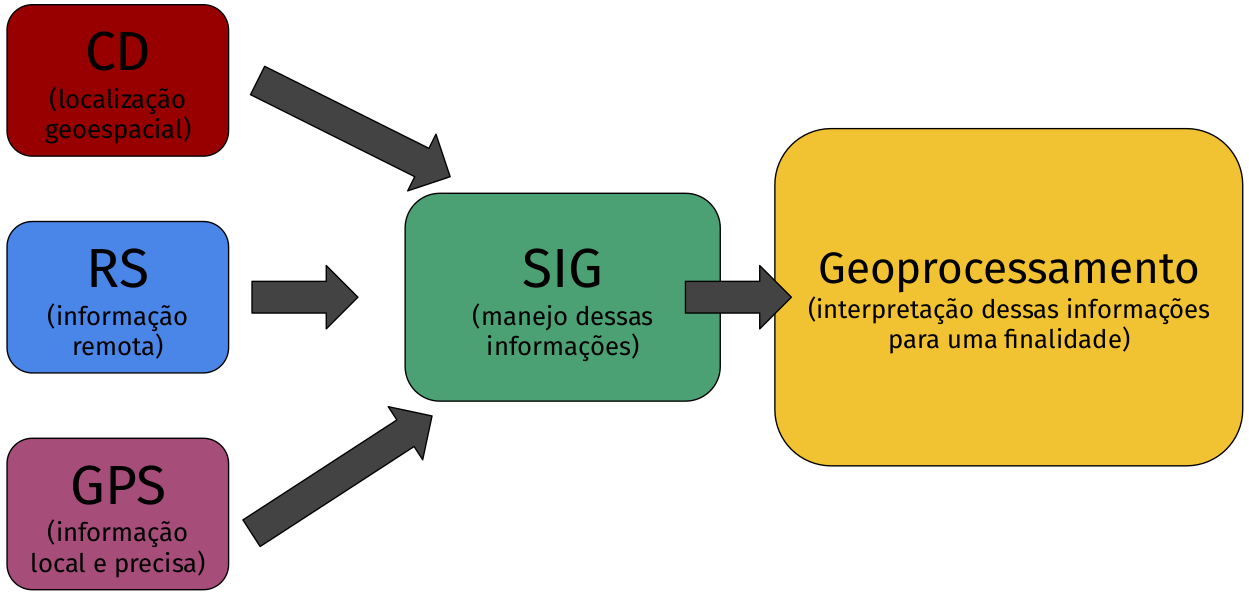 CD
(localização
geoespacial)
RS
(informação
remota)
GPS
(informação
local e precisa)
SIG
(manejo dessas
informações)
Geoprocessamento
(interpretação dessas informações
para uma finalidade)